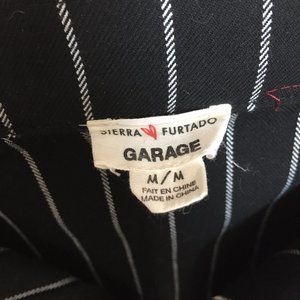 SIERRA FURTADO
GARAGE
M/M
FAIT EN CHINE
MADE IN CHINA